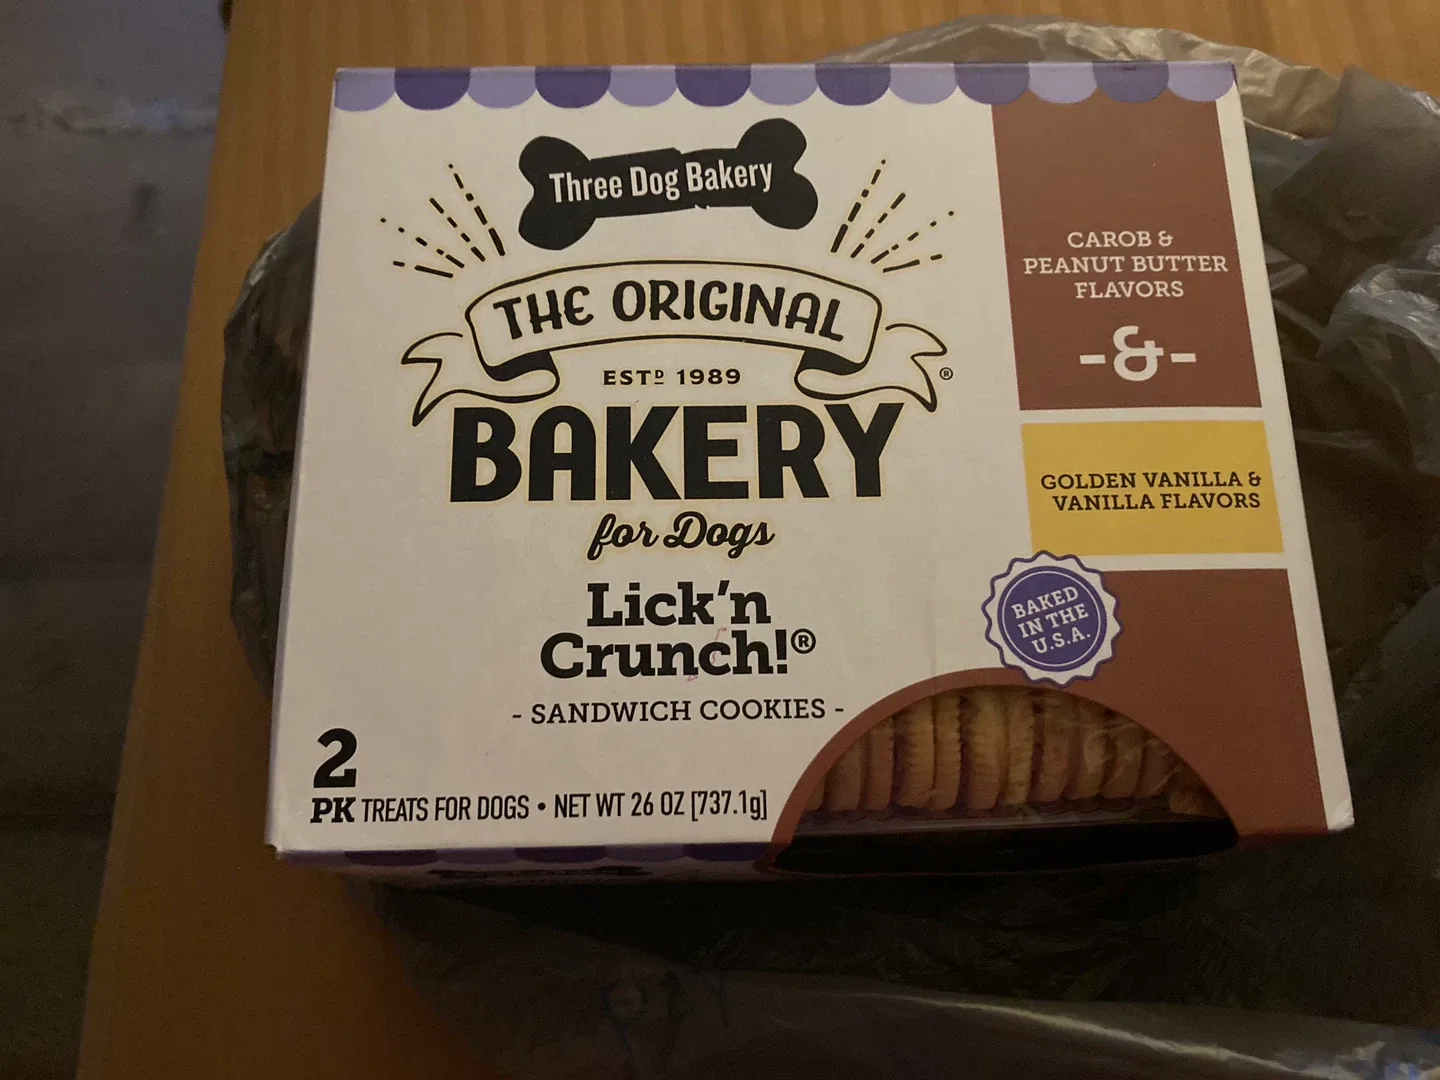 Three Dog Bakery
THE ORIGINAL
ESTD 1989
®
BAKERY
for Dogs
Lick'n
Crunch!®
- SANDWICH COOKIES -
2
PK TREATS FOR DOGS • NET WT 26 OZ [737.1g]
CAROB &
PEANUT BUTTER
FLAVORS
-&-
GOLDEN VANILLA &
VANILLA FLAVORS
BAKED
IN THE
U.S.A.